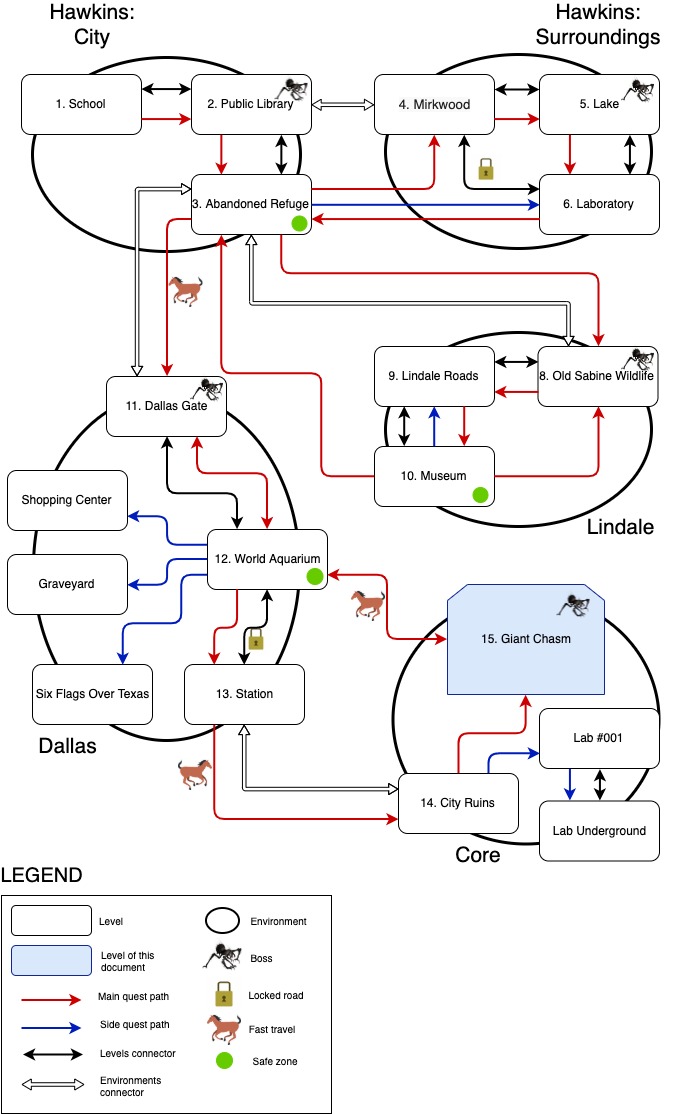 Hawkins:
City
Hawkins:
Surroundings
1. School
2. Public Library
4. Mirkwood
5. Lake
3. Abandoned Refuge
6. Laboratory
9. Lindale Roads
8. Old Sabine Wildlife
11. Dallas Gate
10. Museum
Shopping Center
Lindale
12. World Aquarium
Graveyard
15. Giant Chasm
Six Flags Over Texas
13. Station
Dallas
Lab #001
14. City Ruins
Lab Underground
Core
LEGEND
Level
Environment
Level of this
document
Boss
Main quest path
Locked road
Side quest path
Fast travel
Levels connector
Safe zone
Environments
connector